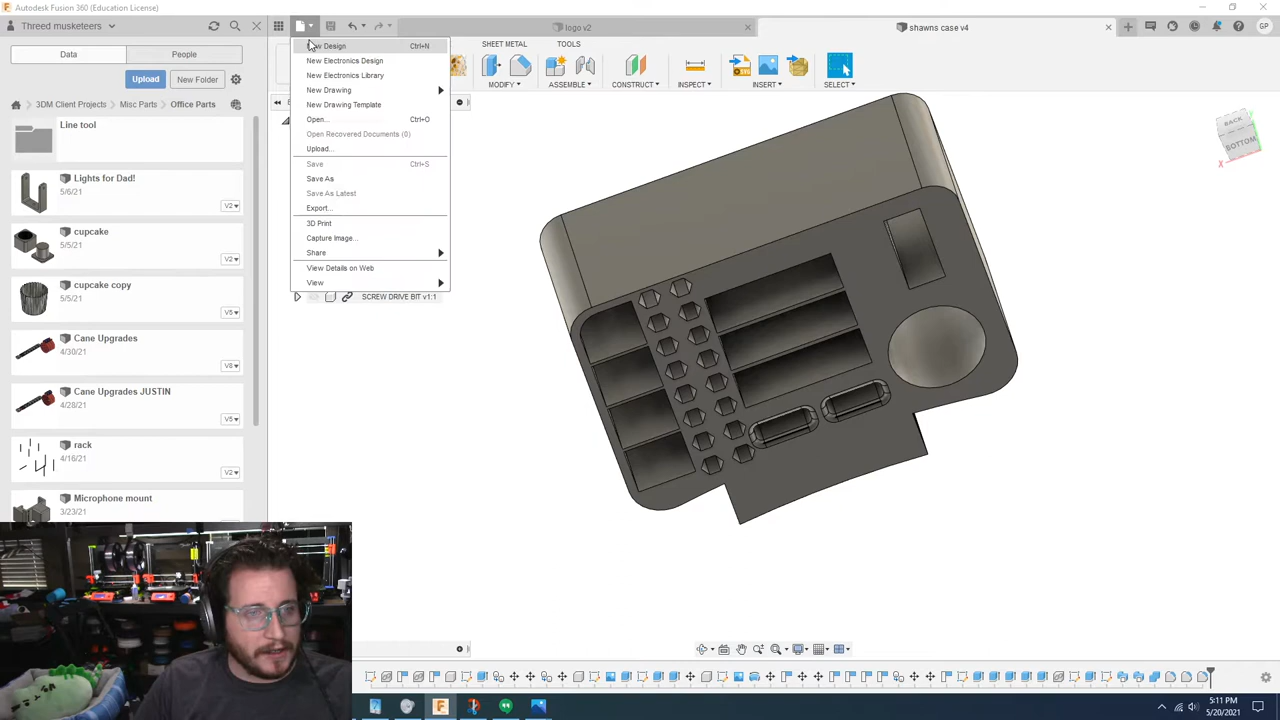 Autodesk Fusion 360 (Education License)
Threed musketeers
logo v2
shawns case v4
GP
Data
People
Upload
New Folder
3DM Client Projects
Misc Parts
Office Parts
Line tool
Lights for Dad!
5/6/21
V2
cupcake
5/5/21
V2
cupcake copy
5/5/21
V5
Cane Upgrades
4/30/21
V8
Cane Upgrades JUSTIN
4/28/21
V5
rack
4/16/21
V2
Microphone mount
3/23/21
New Design Ctrl+N
New Electronics Design
New Electronics Library
New Drawing
New Drawing Template
Open... Ctrl+O
Open Recovered Documents (0)
Upload...
Save Ctrl+S
Save As
Save As Latest
Export...
3D Print
Capture Image...
Share
View Details on Web
View
SCREW DRIVE BIT v1:1
SHEET METAL
TOOLS
MODIFY
ASSEMBLE
CONSTRUCT
INSPECT
INSERT
SELECT
BACK
BOTTOM
X
5:11 PM
5/20/2021